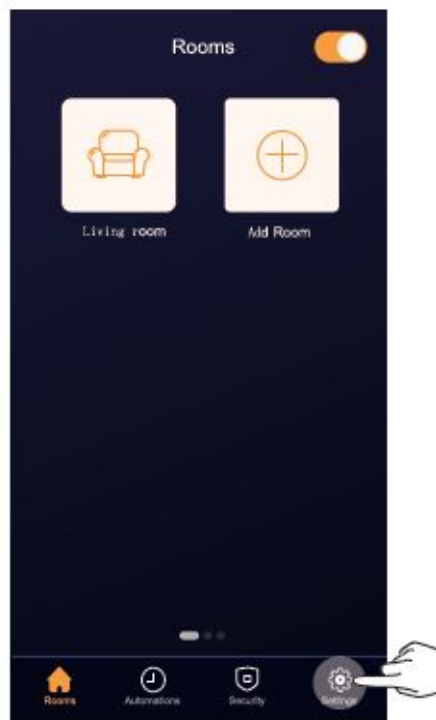 Rooms
Living room
Add Room
Rooms
Automations
Security
Settings